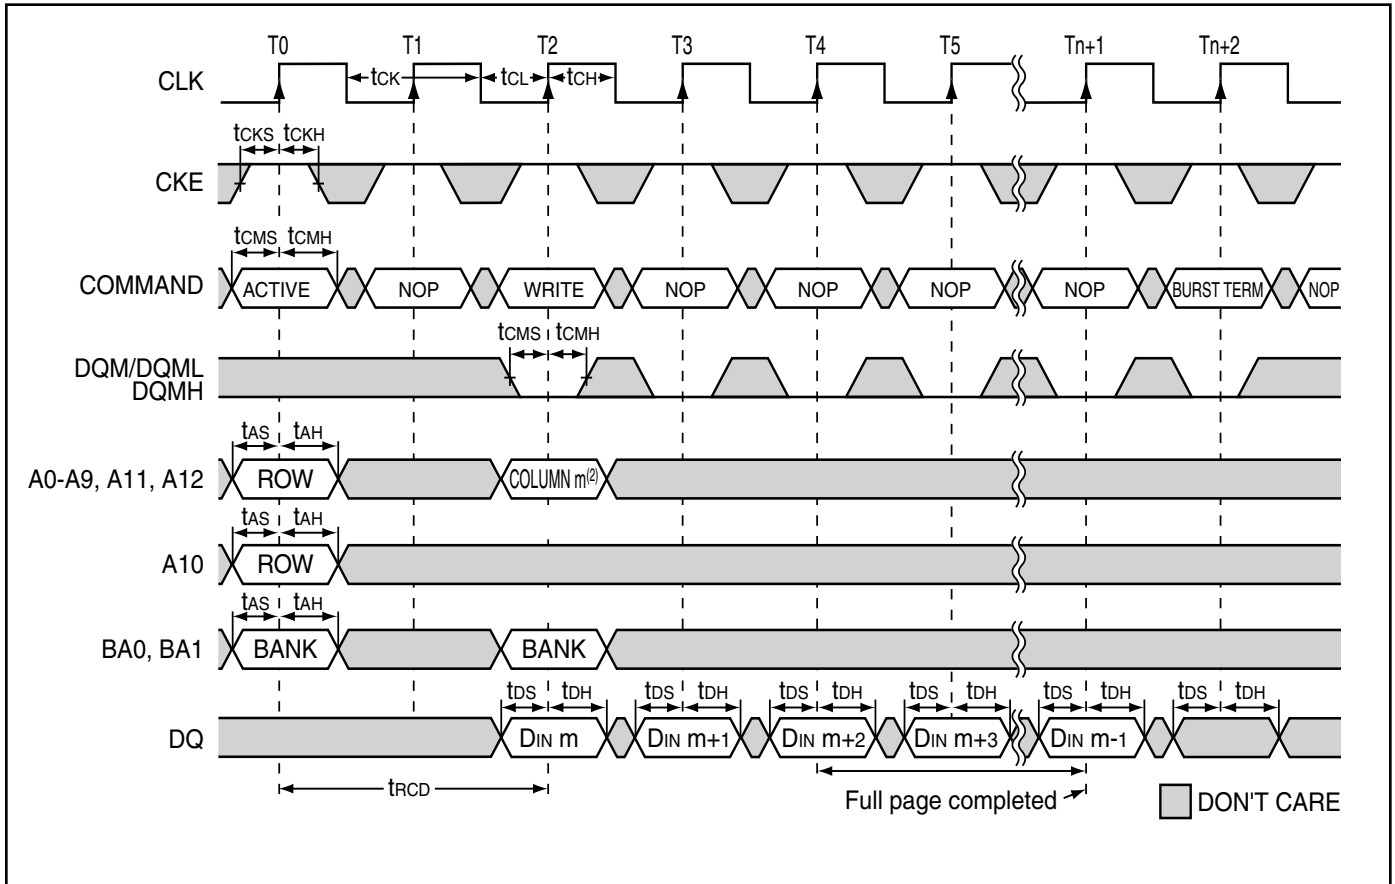 T0 T1 T2 T3 T4 T5 Tn+1 Tn+2
CLK tCK tCL tCH
tCKS tCKH
CKE
tCMS tCMH
COMMAND ACTIVE NOP WRITE NOP NOP NOP NOP BURST TERM NOP
tCMS tCMH
DQM/DQML
DQMH
tAS tAH
A0-A9, A11, A12 ROW COLUMN m(2)
tAS tAH
A10 ROW
tAS tAH
BA0, BA1 BANK BANK
tDS tDH tDS tDH tDS tDH tDS tDH tDS tDH tDS tDH
DQ DIN m DIN m+1 DIN m+2 DIN m+3 DIN m-1
tRCD
Full page completed
DON'T CARE